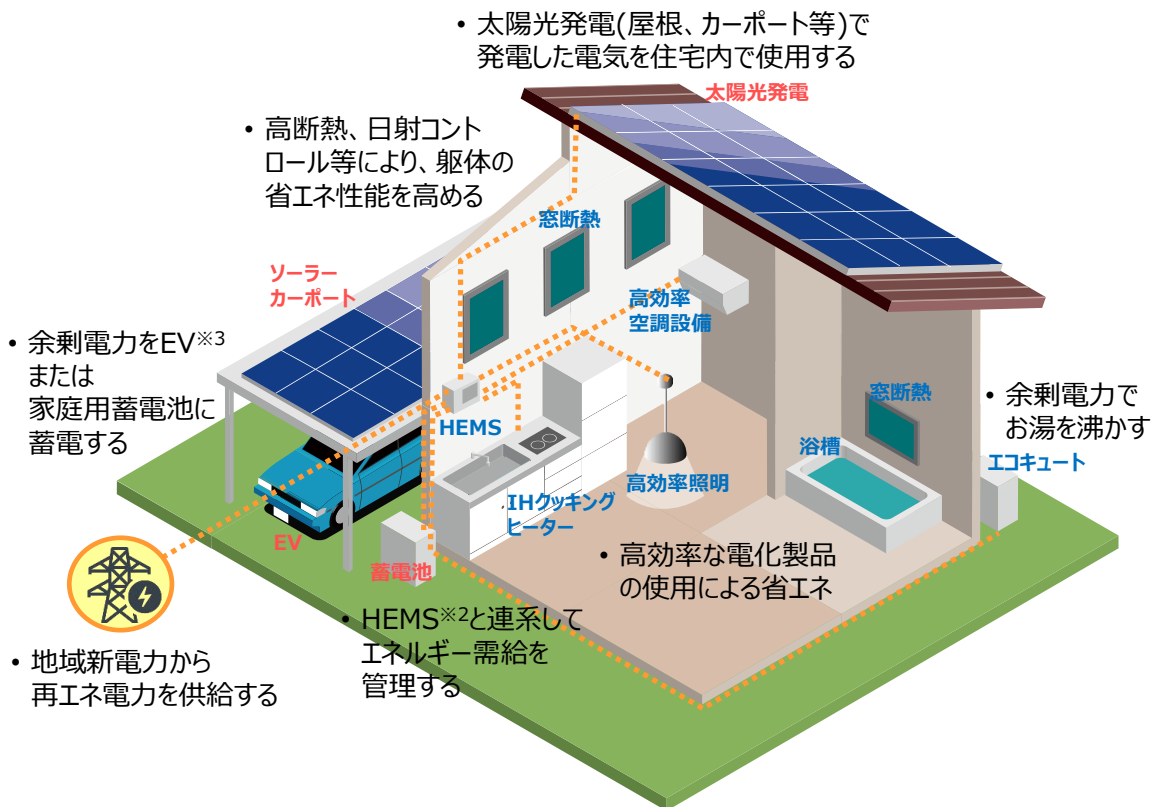 • 太陽光発電(屋根、カーポート等)で
発電した電気を住宅内で使用する
太陽光発電
• 高断熱、日射コント
ロール等により、躯体の
省エネ性能を高める
窓断熱
ソーラー
カーポート
高効率
空調設備
• 余剰電力をEV※3
または
家庭用蓄電池に
蓄電する
HEMS
窓断熱
• 余剰電力で
お湯を沸かす
エコキュート
浴槽
高効率照明
IHクッキング
ヒーター
EV
蓄電池
• 高効率な電化製品
の使用による省エネ
• HEMS※2と連系して
エネルギー需給を
管理する
• 地域新電力から
再エネ電力を供給する